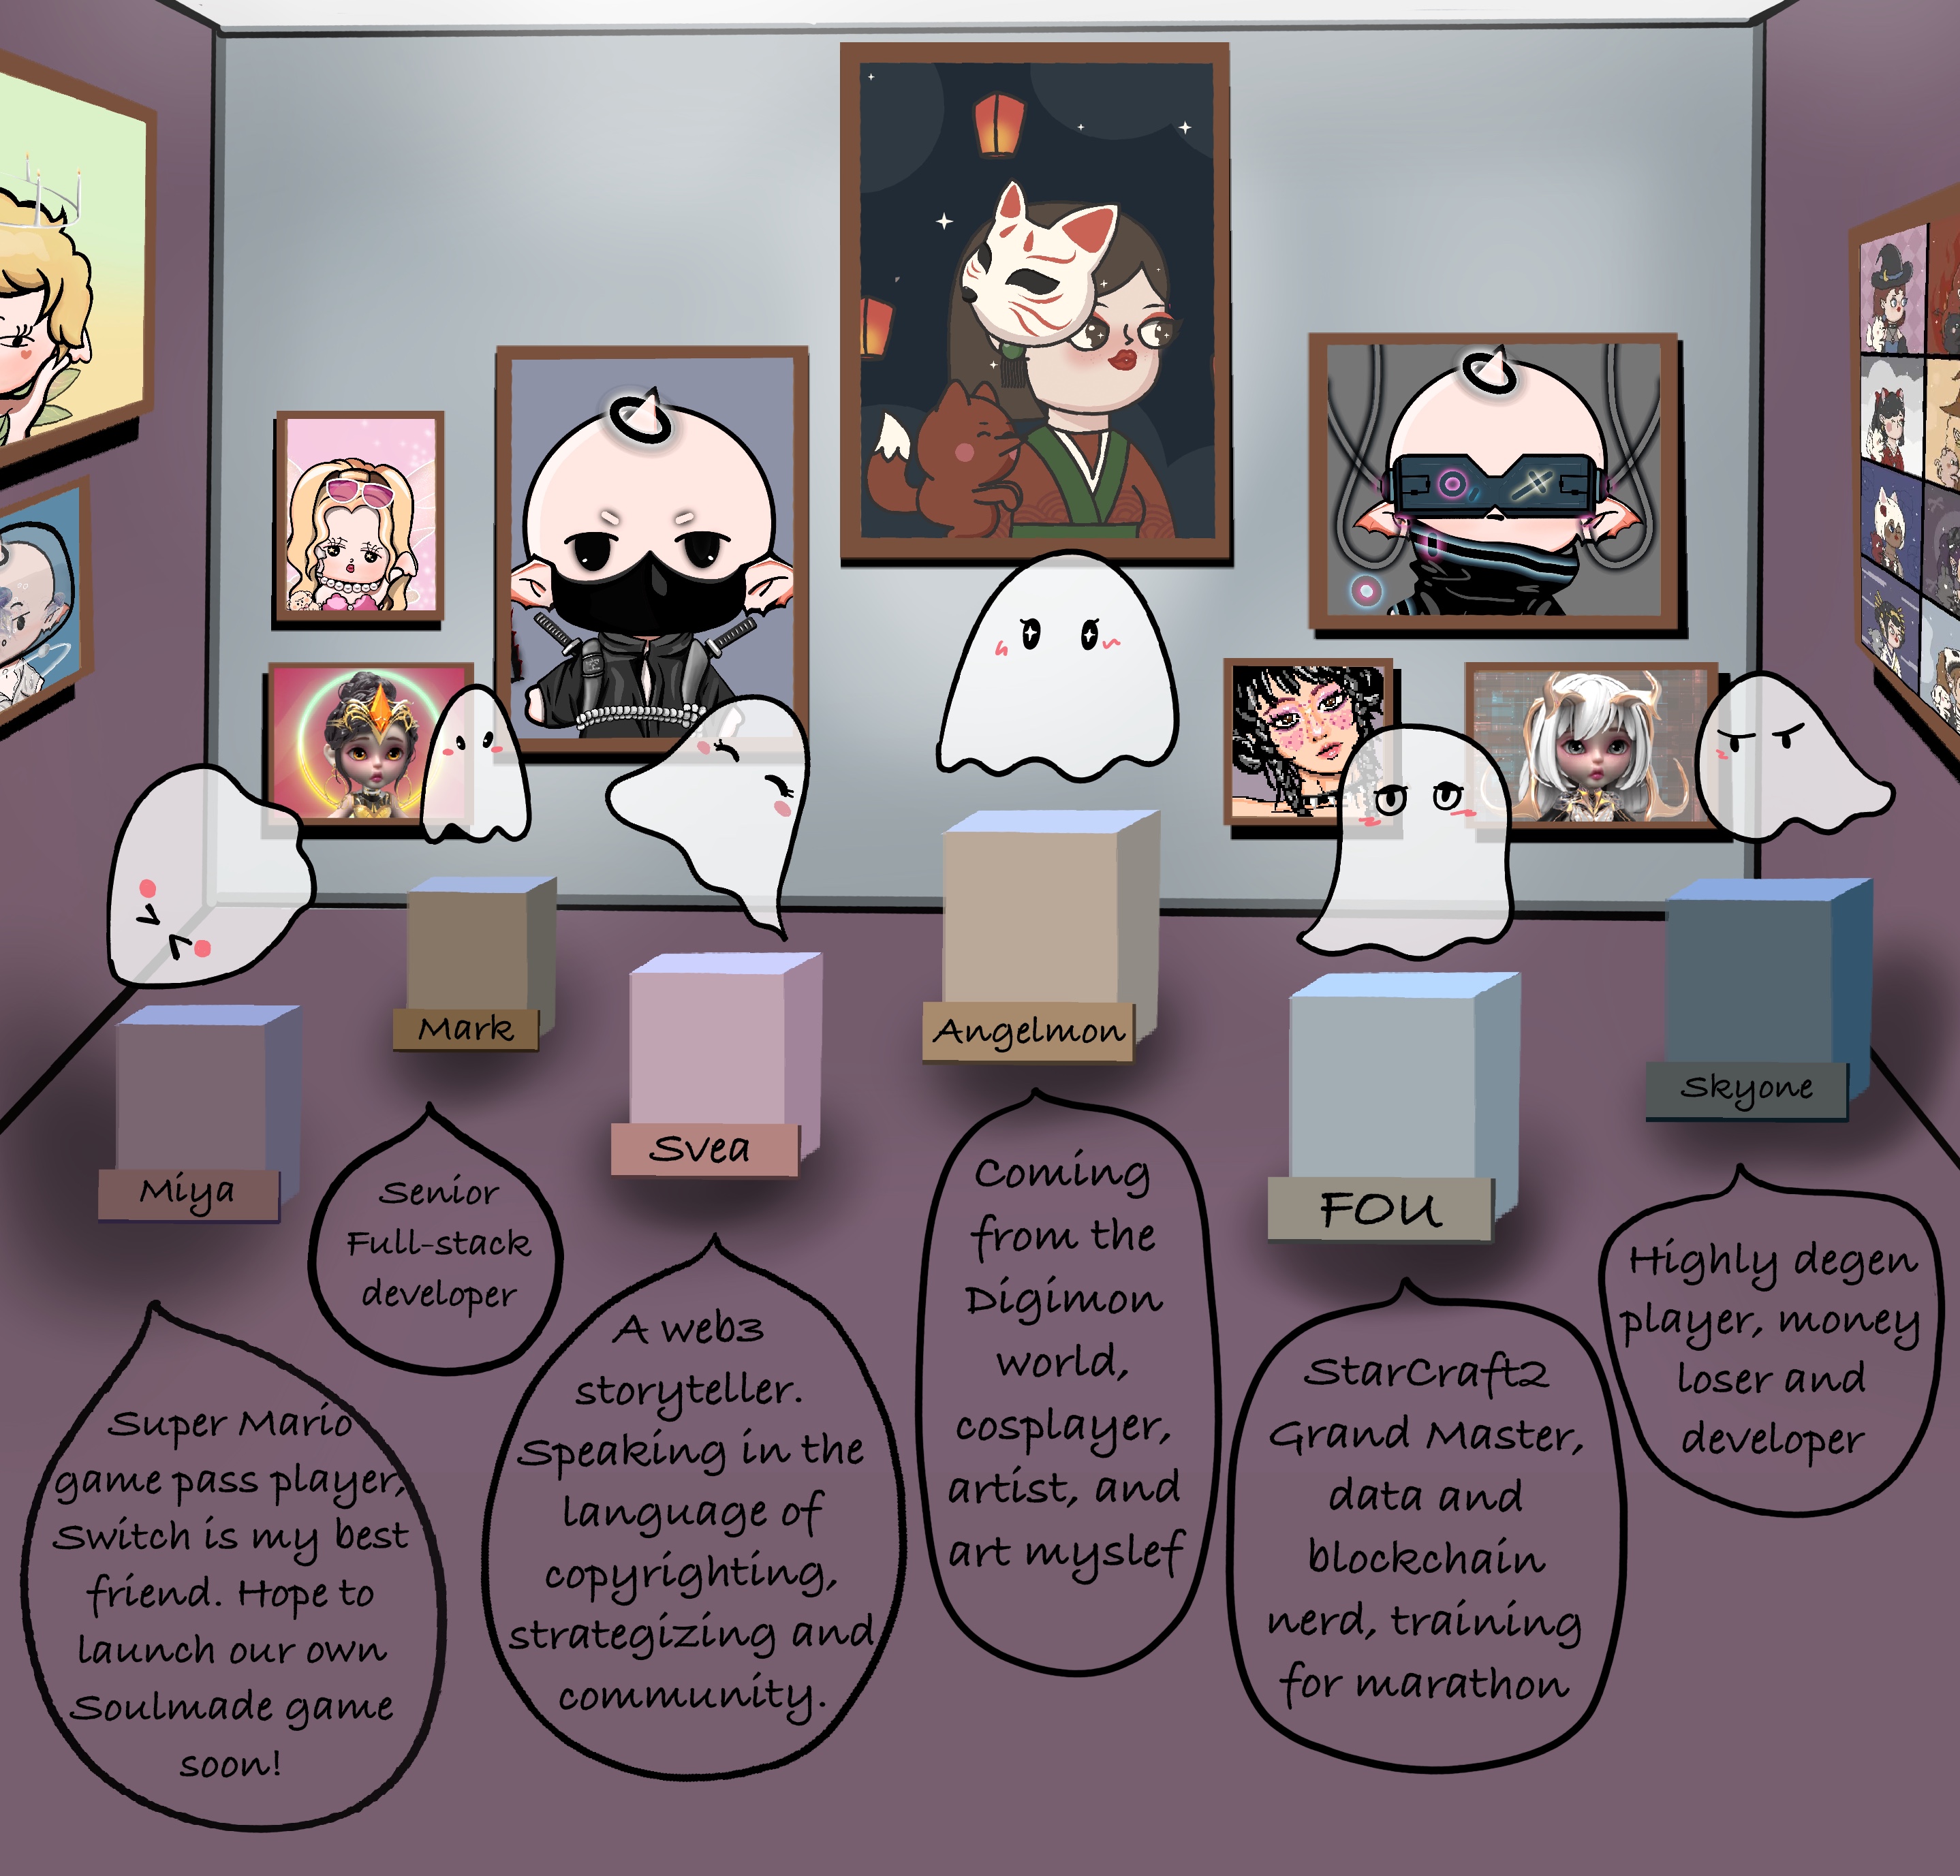 Miya
Super Mario
game pass player,
Switch is my best
friend. Hope to
launch our own
Soulmade game
soon!
Mark
Senior
Full-stack
developer
Svea
A web3
storyteller.
Speaking in the
language of
copyrighting,
strategizing and
community.
Angelmon
Coming
from the
Digimon
world,
cosplayer,
artist, and
art myslef
FOU
StarCraft2
Grand Master,
data and
blockchain
nerd, training
for marathon
Skyone
Highly degen
player, money
loser and
developer